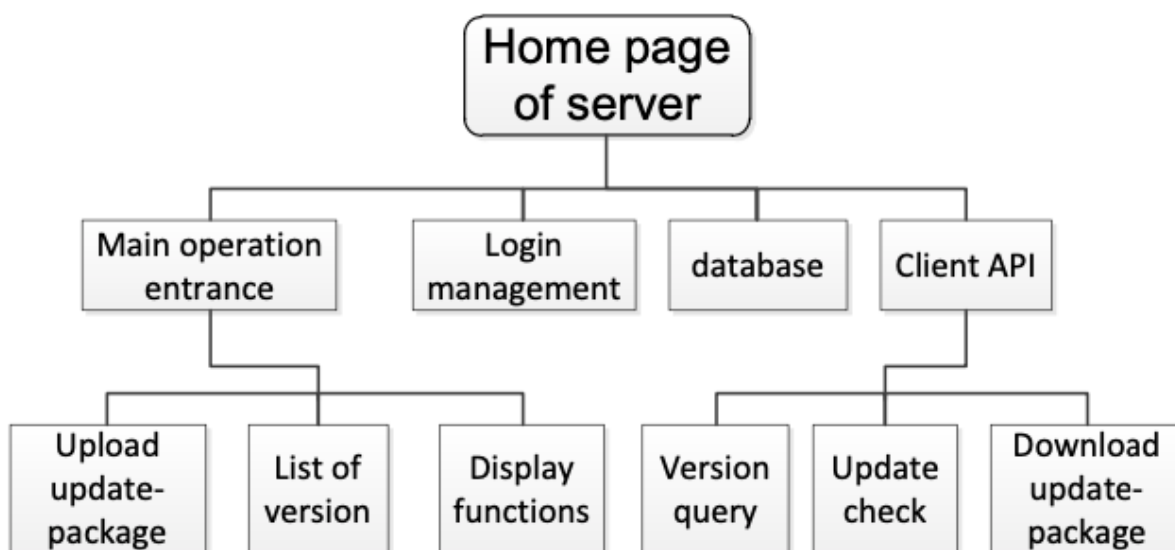 Home page
of server
Main operation
entrance
Login
management
database
Client API
Upload
update-
package
List of
version
Display
functions
Version
query
Update
check
Download
update-
package